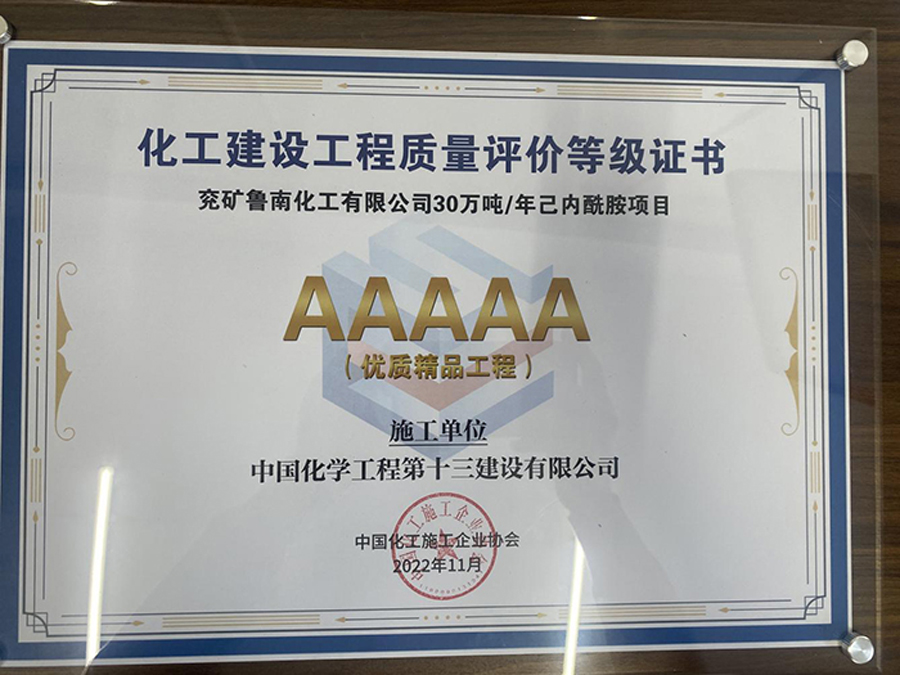 化工建设工程质量评价等级证书
兖矿鲁南化工有限公司30万吨/年己内酰胺项目
AAAAA
（优质精品工程）
施工单位
中国化学工程第十三建设有限公司
中国化工施工企业协会
2022年11月